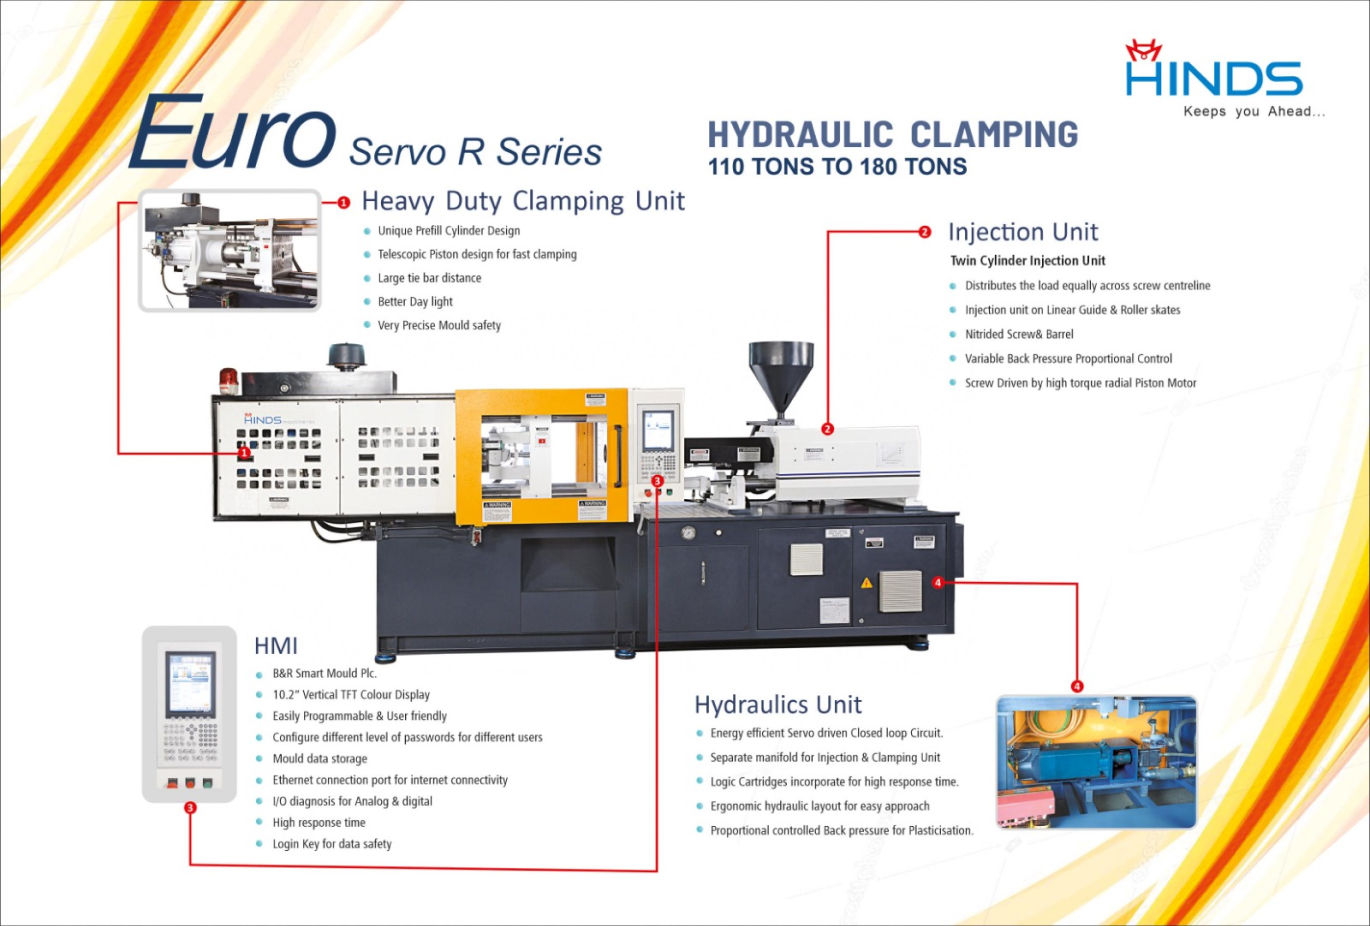 HINDS
Keeps you Ahead...
Euro Servo R Series
HYDRAULIC CLAMPING
110 TONS TO 180 TONS
1
Heavy Duty Clamping Unit
Unique Prefill Cylinder Design
Telescopic Piston design for fast clamping
Large tie bar distance
Better Day light
Very Precise Mould safety
2
Injection Unit
Twin Cylinder Injection Unit
Distributes the load equally across screw centreline
Injection unit on Linear Guide & Roller skates
Nitrided Screw& Barrel
Variable Back Pressure Proportional Control
Screw Driven by high torque radial Piston Motor
HINDS
1
2
3
4
WARNING
WARNING
HMI
B&R Smart Mould Plc.
10.2” Vertical TFT Colour Display
Easily Programmable & User friendly
Configure different level of passwords for different users
Mould data storage
Ethernet connection port for internet connectivity
I/O diagnosis for Analog & digital
High response time
Login Key for data safety
3
Hydraulics Unit
Energy efficient Servo driven Closed loop Circuit.
Separate manifold for Injection & Clamping Unit
Logic Cartridges incorporate for high response time.
Ergonomic hydraulic layout for easy approach
Proportional controlled Back pressure for Plasticisation.
4